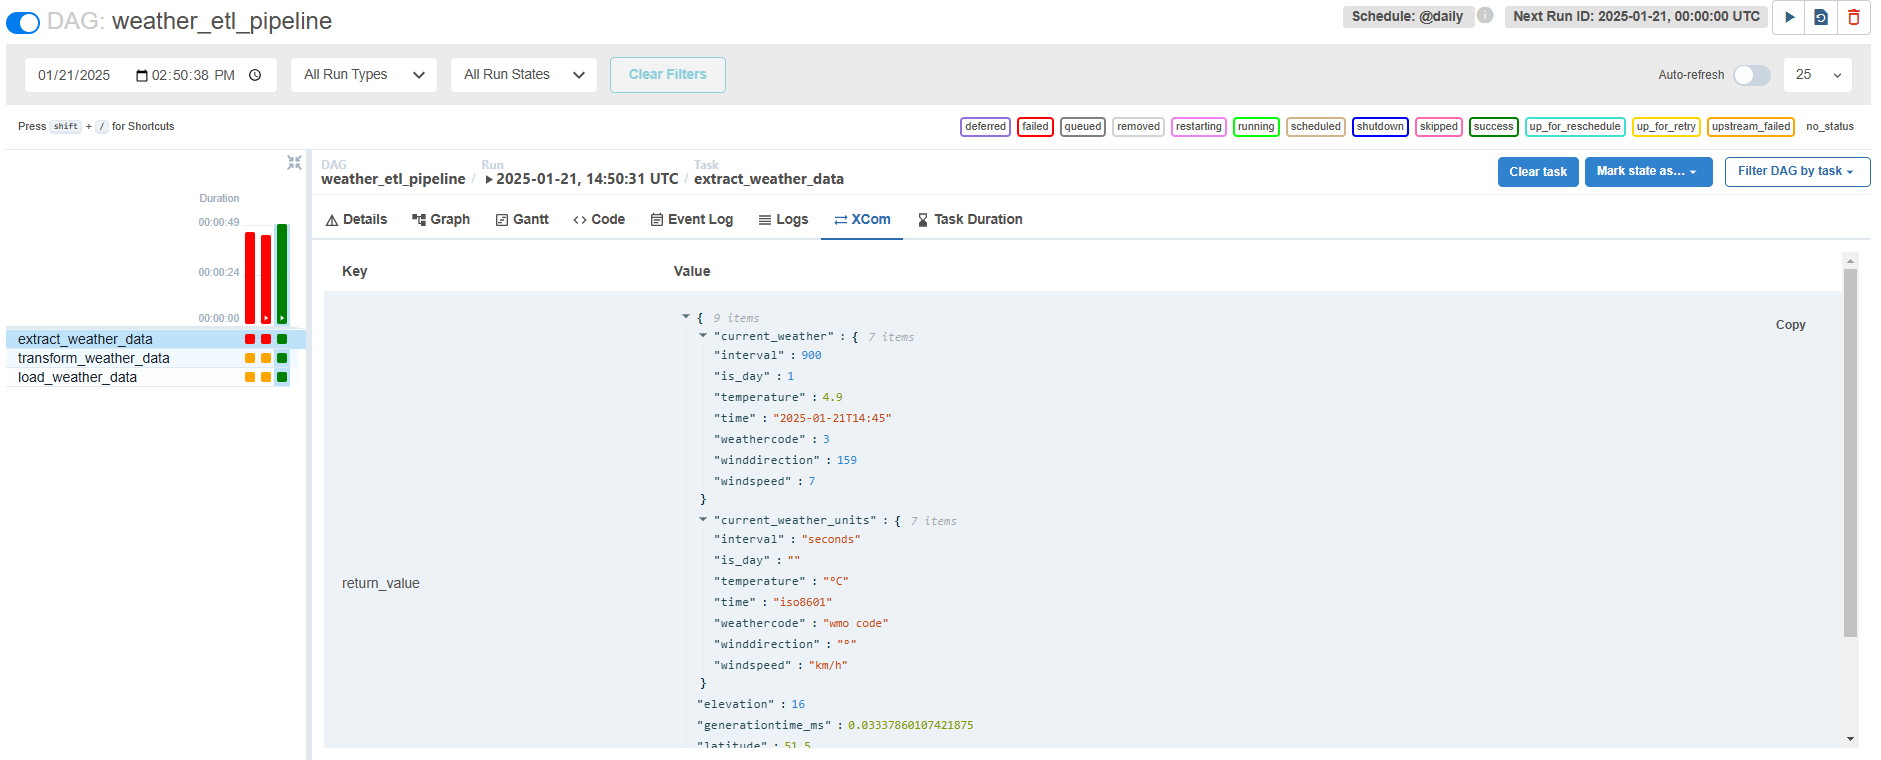 DAG: weather_etl_pipeline
Schedule: @daily
Next Run ID: 2025-01-21, 00:00:00 UTC
01/21/2025 02:50:38 PM
All Run Types
All Run States
Clear Filters
Auto-refresh
25
Press shift + / for Shortcuts
deferred failed queued removed restarting running scheduled shutdown skipped success up_for_reschedule up_for_retry upstream_failed no_status
Duration
00:00:49
00:00:24
00:00:00
extract_weather_data
transform_weather_data
load_weather_data
DAG Run Task
weather_etl_pipeline / 2025-01-21, 14:50:31 UTC / extract_weather_data
Clear task
Mark state as...
Filter DAG by task
Details Graph Gantt Code Event Log Logs XCom Task Duration
Key Value
return_value
Copy
{ 9 items
"current_weather" : { 7 items
"interval" : 900
"is_day" : 1
"temperature" : 4.9
"time" : "2025-01-21T14:45"
"weathercode" : 3
"winddirection" : 159
"windspeed" : 7
}
"current_weather_units" : { 7 items
"interval" : "seconds"
"is_day" : ""
"temperature" : "°C"
"time" : "iso8601"
"weathercode" : "wmo code"
"winddirection" : "°"
"windspeed" : "km/h"
}
"elevation" : 16
"generationtime_ms" : 0.03337860107421875
"latitude" : 51.5